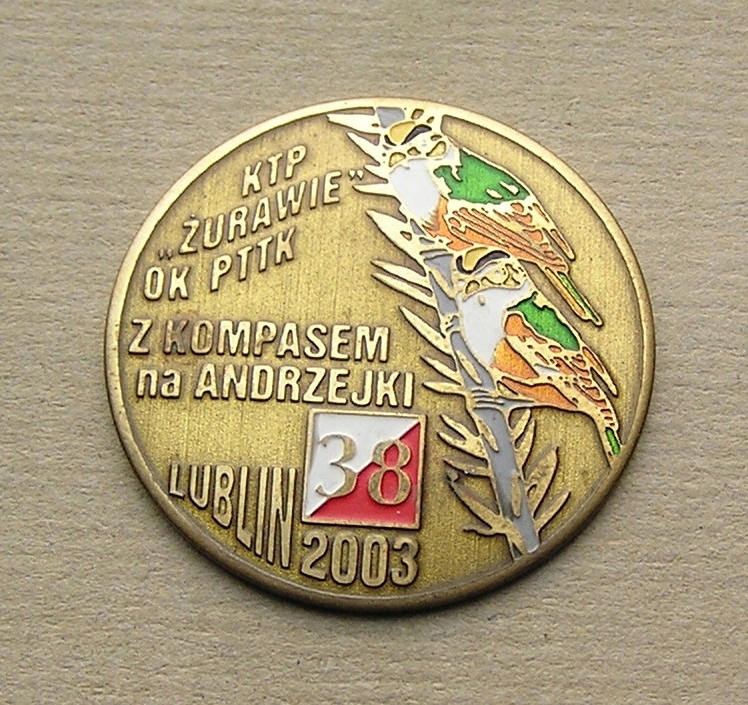 KTP
„ŻURAWIE”
OK PTTK
Z KOMPASEM
na ANDRZEJKI
38
LUBLIN 2003